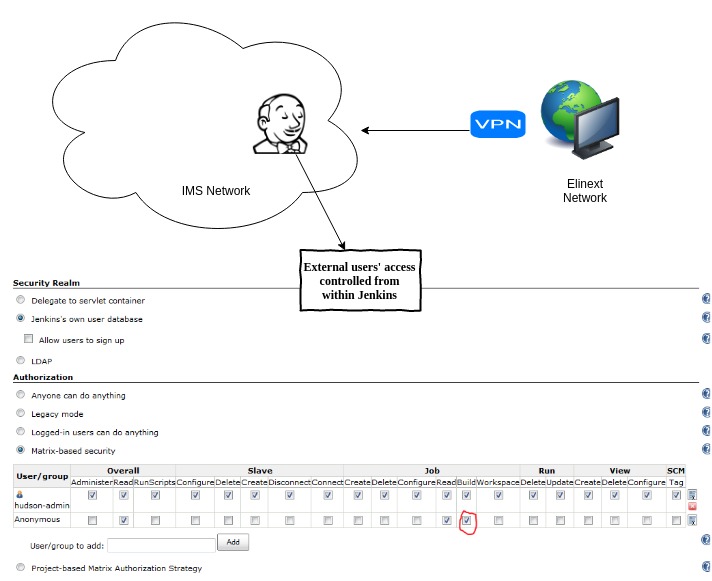 VPN
IMS Network
Elinext
Network
External users' access
controlled from
within Jenkins
Security Realm
Delegate to servlet container
Jenkins's own user database
Allow users to sign up
LDAP
Authorization
Anyone can do anything
Legacy mode
Logged-in users can do anything
Matrix-based security
User/group Overall Slave Job Run View SCM
Administer Read RunScripts Configure Delete Create Disconnect Connect Create Delete Configure Read Build Workspace Delete Update Create Delete Configure Tag
hudson-admin
Anonymous
User/group to add: Add
Project-based Matrix Authorization Strategy